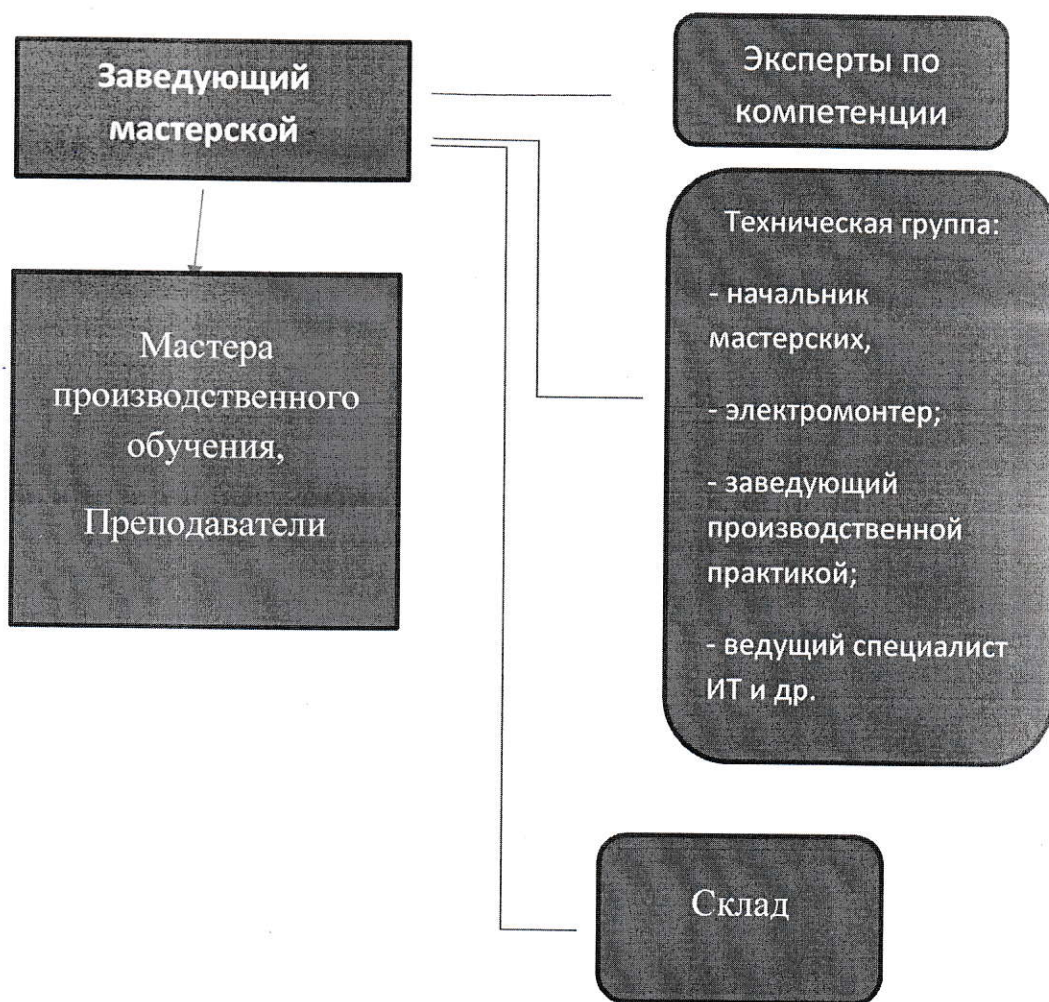 Заведующий
мастерской
Эксперты по
компетенции
Мастера
производственного
обучения,
Преподаватели
Техническая группа:
- начальник
мастерских,
- электромонтер;
- заведующий
производственной
практикой;
- ведущий специалист
ИТ и др.
Склад